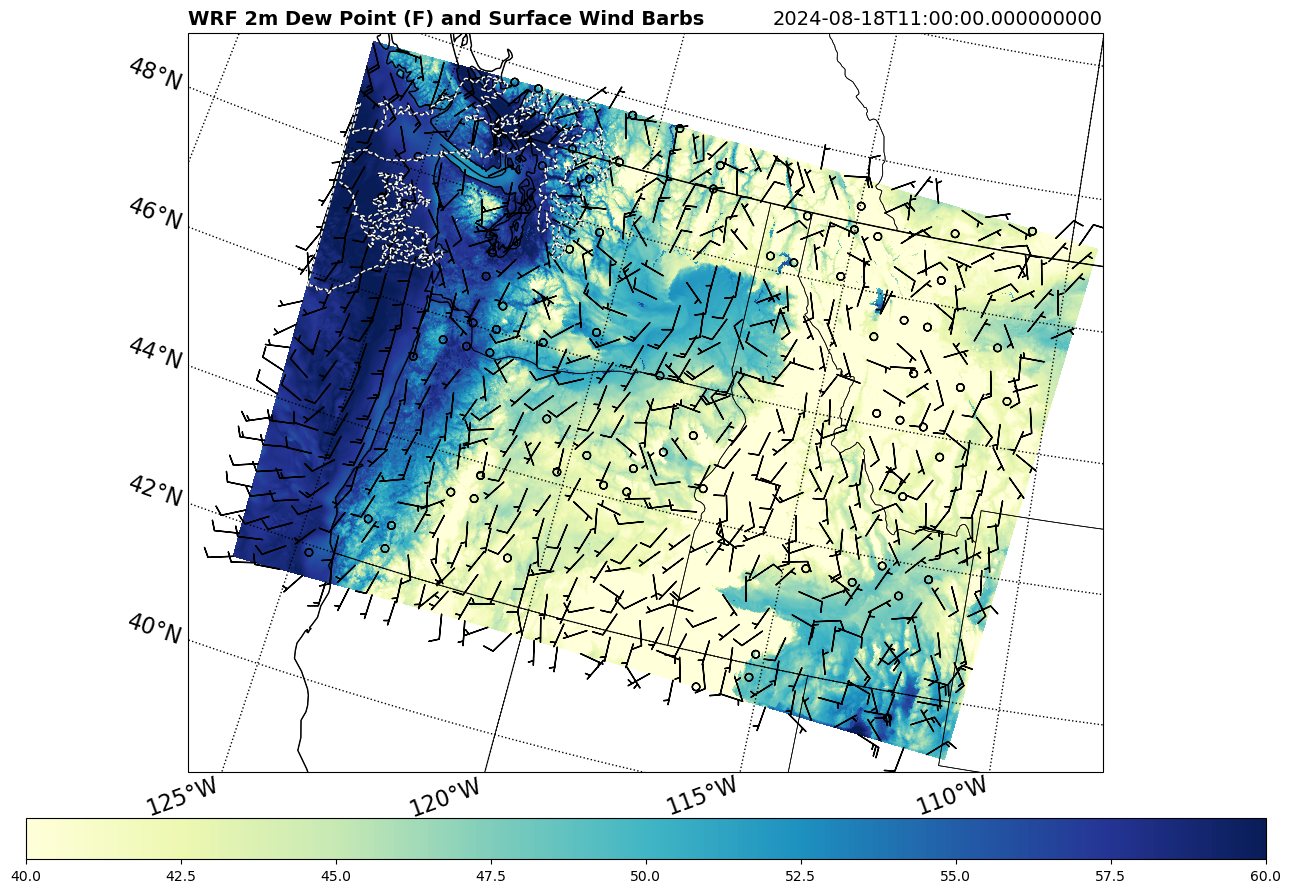 WRF 2m Dew Point (F) and Surface Wind Barbs 2024-08-18T11:00:00.000000000
48°N
46°N
44°N
42°N
40°N
125°W 120°W 115°W 110°W
40.0 42.5 45.0 47.5 50.0 52.5 55.0 57.5 60.0